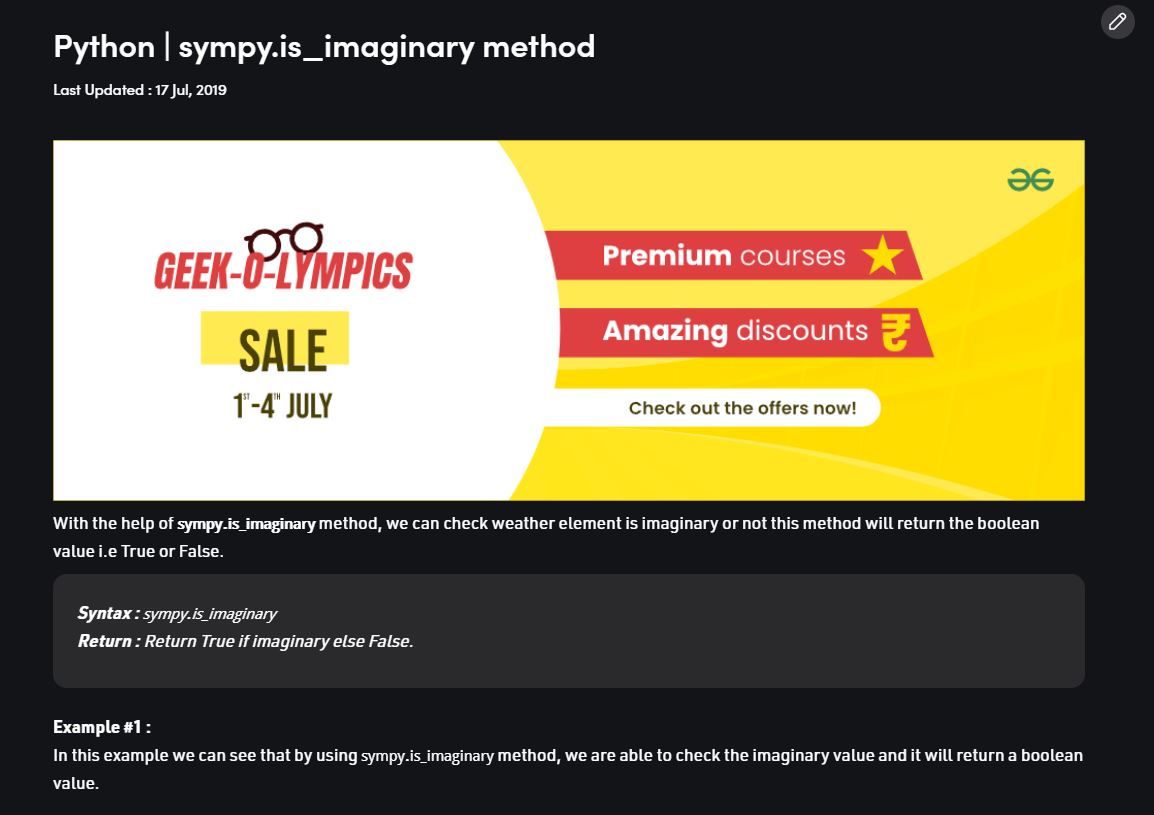 Python | sympy.is_imaginary method
Last Updated : 17 Jul, 2019
GEEK-O-LYMPICS
SALE
1ST-4TH JULY
Premium courses
Amazing discounts ₹
Check out the offers now!
With the help of sympy.is_imaginary method, we can check weather element is imaginary or not this method will return the boolean
value i.e True or False.
Syntax : sympy.is_imaginary
Return : Return True if imaginary else False.
Example #1 :
In this example we can see that by using sympy.is_imaginary method, we are able to check the imaginary value and it will return a boolean
value.